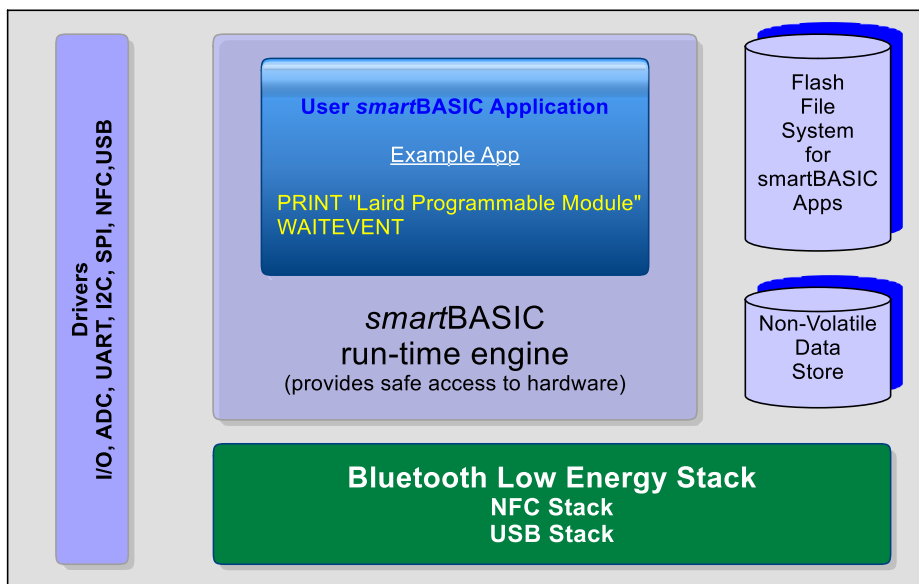 Drivers
I/O, ADC, UART, I2C, SPI, NFC,USB
User smartBASIC Application
Example App
PRINT "Laird Programmable Module"
WAITEVENT
smartBASIC
run-time engine
(provides safe access to hardware)
Flash
File
System
for
smartBASIC
Apps
Non-Volatile
Data
Store
Bluetooth Low Energy Stack
NFC Stack
USB Stack